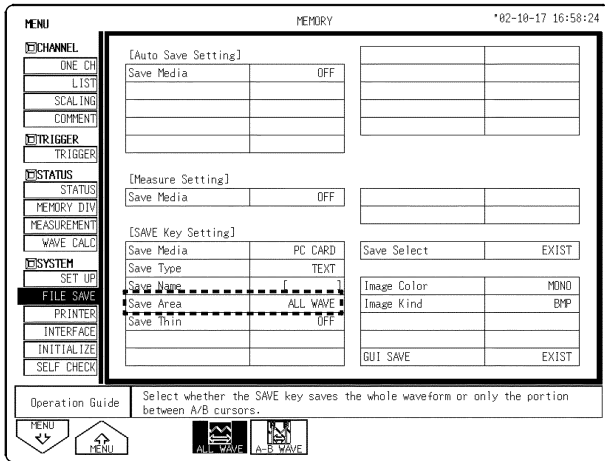 MENU MEMORY '02-10-17 16:58:24
CHANNEL
ONE CH
LIST
SCALING
COMMENT
TRIGGER
TRIGGER
STATUS
STATUS
MEMORY DIV
MEASUREMENT
WAVE CALC
SYSTEM
SET UP
FILE SAVE
PRINTER
INTERFACE
INITIALIZE
SELF CHECK
[Auto Save Setting]
Save Media OFF
[Measure Setting]
Save Media OFF
[SAVE Key Setting]
Save Media PC CARD
Save Type TEXT
Save Name [ ]
Save Area ALL WAVE
Save Thin OFF
Save Select EXIST
Image Color MONO
Image Kind BMP
GUI SAVE EXIST
Operation Guide
Select whether the SAVE key saves the whole waveform or only the portion
between A/B cursors.
MENU
MENU
ALL WAVE
A-B WAVE